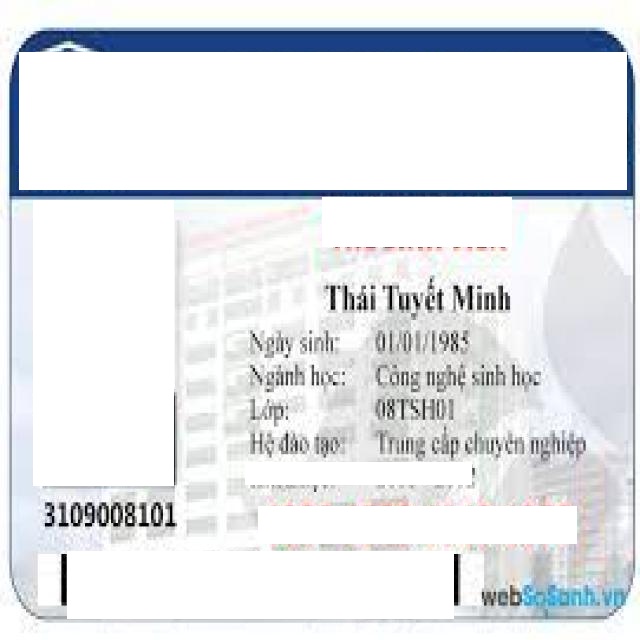 Thái Tuyết Minh
Ngày sinh: 01/01/1985
Ngành học: Công nghệ sinh học
Lớp: 08TSH01
Hệ đào tạo: Trung cấp chuyên nghiệp
3109008101
webSoSanh.vn